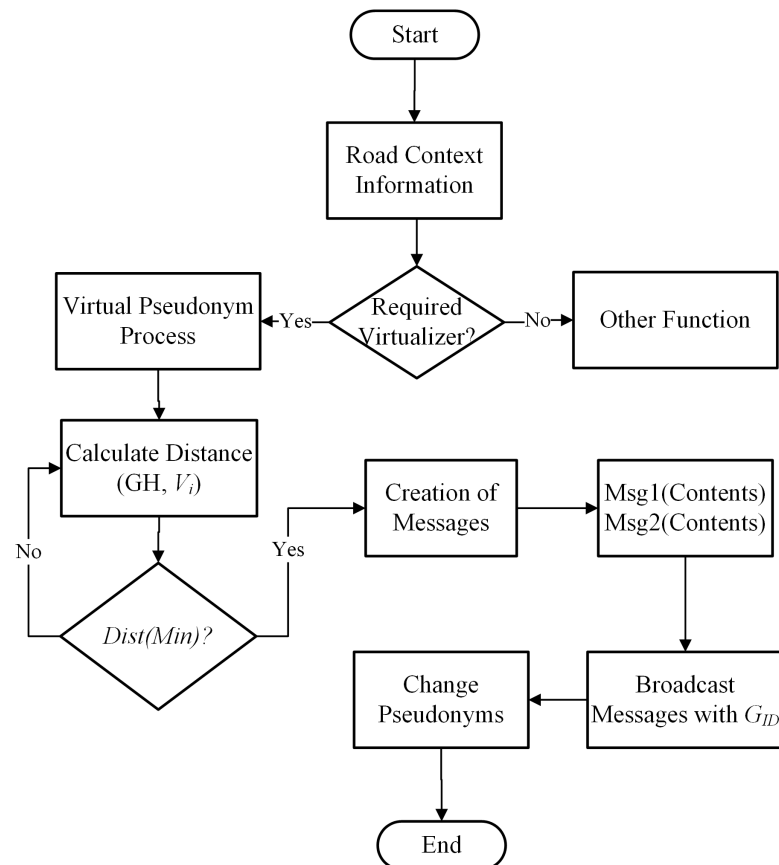 Start
Road Context
Information
Required
Virtualizer?
Yes
No
Virtual Pseudonym
Process
Other Function
Calculate Distance
(GH, Vi)
No
Dist(Min)?
Yes
Creation of
Messages
Msg1(Contents)
Msg2(Contents)
Broadcast
Messages with GID
Change
Pseudonyms
End